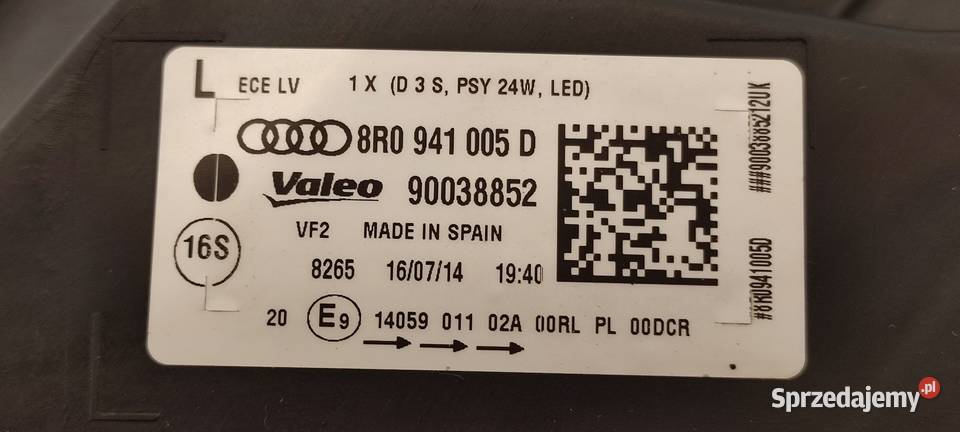 L ECE LV 1 X (D 3 S, PSY 24W, LED)
8R0 941 005 D
Valeo 90038852
VF2 MADE IN SPAIN
16S
8265 16/07/14 19:40
20 E9 14059 011 02A 00RL PL 00DCR
###9003885212UX
Sprzedajemy.pl